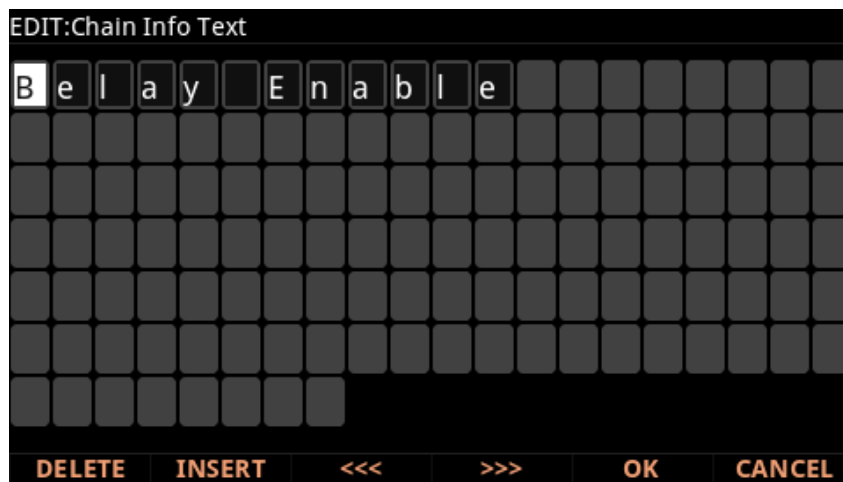 EDIT:Chain Info Text
Belay Enable
DELETE INSERT <<< >>> OK CANCEL